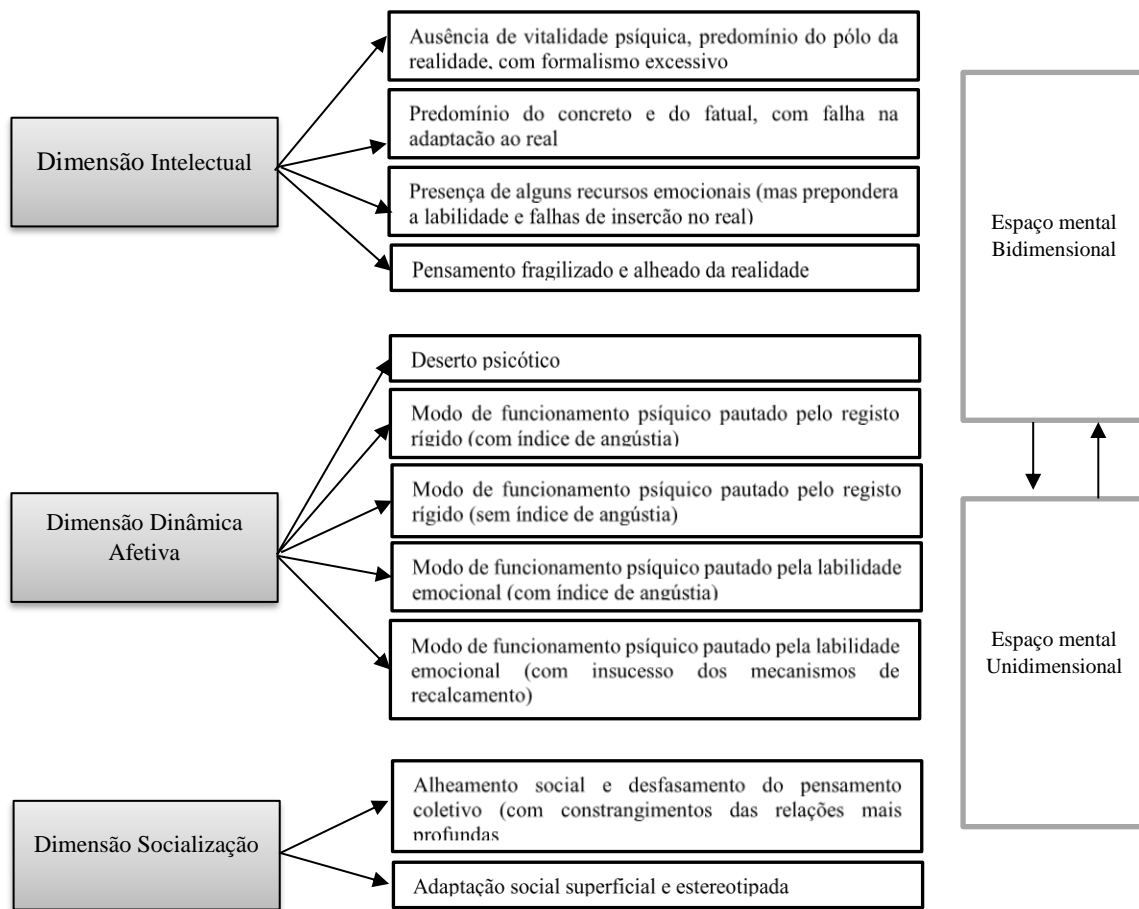 Dimensão Intelectual
Ausência de vitalidade psíquica, predomínio do pólo da
realidade, com formalismo excessivo
Predomínio do concreto e do fatual, com falha na
adaptação ao real
Presença de alguns recursos emocionais (mas prepondera
a labilidade e falhas de inserção no real)
Pensamento fragilizado e alheado da realidade
Dimensão Dinâmica
Afetiva
Deserto psicótico
Modo de funcionamento psíquico pautado pelo registo
rígido (com índice de angústia)
Modo de funcionamento psíquico pautado pelo registo
rígido (sem índice de angústia)
Modo de funcionamento psíquico pautado pela labilidade
emocional (com índice de angústia)
Modo de funcionamento psíquico pautado pela labilidade
emocional (com insucesso dos mecanismos de
recalcamento)
Dimensão Socialização
Alheamento social e desfasamento do pensamento
coletivo (com constrangimentos das relações mais
profundas
Adaptação social superficial e estereotipada
Espaço mental
Bidimensional
Espaço mental
Unidimensional